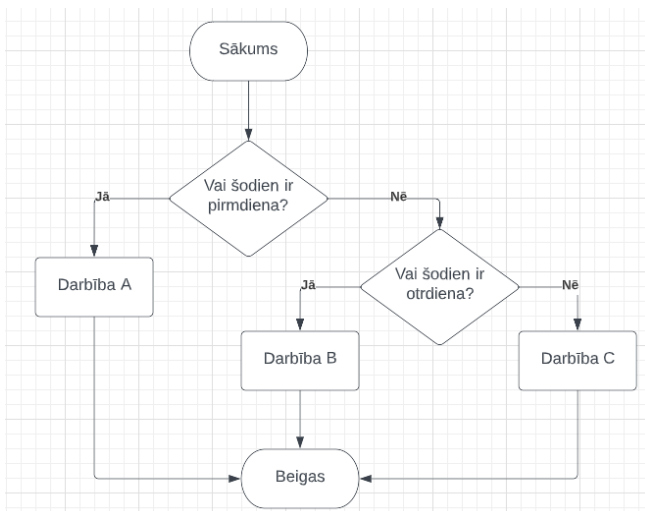 Sākums
Vai šodien ir
pirmdiena?
Jā
Nē
Darbība A
Vai šodien ir
otrdiena?
Jā
Nē
Darbība B
Darbība C
Beigas